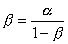 β = α / (1 − β)